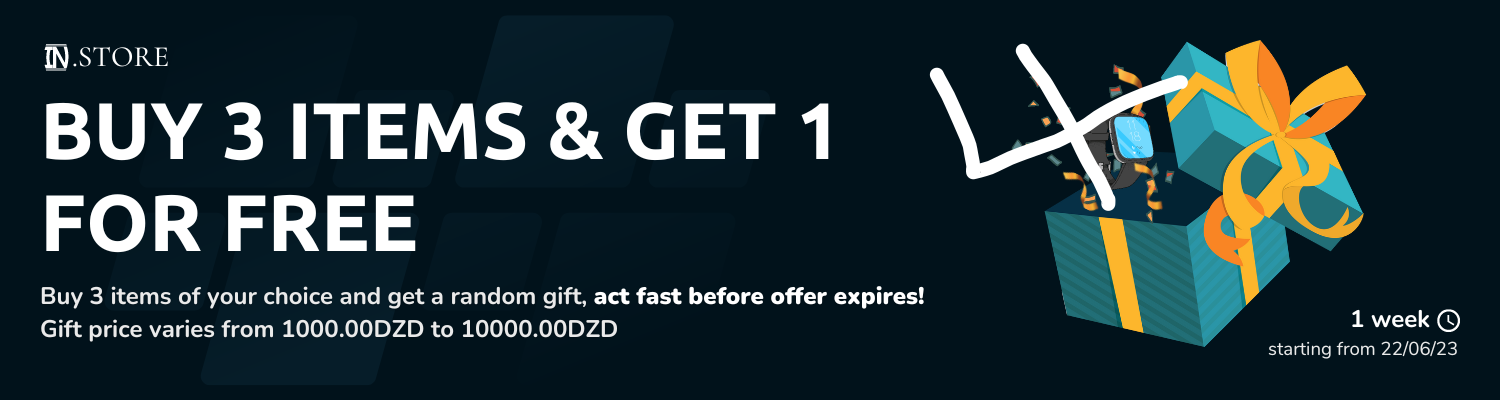 IN.STORE
BUY 3 ITEMS & GET 1
FOR FREE
Buy 3 items of your choice and get a random gift, act fast before offer expires!
Gift price varies from 1000.00DZD to 10000.00DZD
4
1 week
starting from 22/06/23